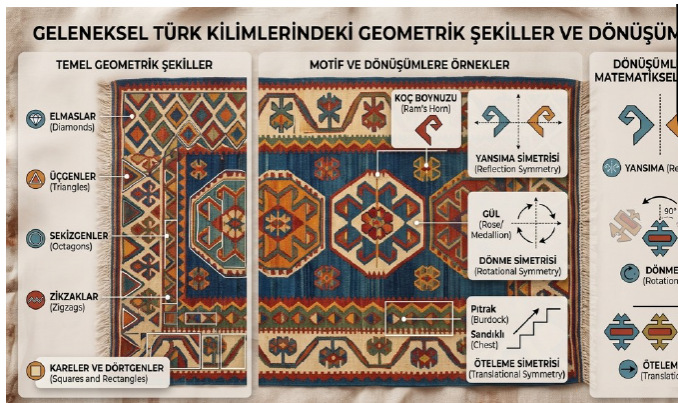 GELENEKSEL TÜRK KİLİMLERİNDEKİ GEOMETRİK ŞEKİLLER VE DÖNÜŞÜM
TEMEL GEOMETRİK ŞEKİLLER
ELMASLAR
(Diamonds)
ÜÇGENLER
(Triangles)
SEKİZGENLER
(Octagons)
ZİKZAKLAR
(Zigzags)
KARELER VE DÖRTGENLER
(Squares and Rectangles)
MOTİF VE DÖNÜŞÜMLERE ÖRNEKLER
KOÇ BOYNUZU
(Ram's Horn)
YANSIMA SİMETRİSİ
(Reflection Symmetry)
GÜL
(Rose/
Medallion)
DÖNME SİMETRİSİ
(Rotational Symmetry)
Pıtrak
(Burdock)
Sandıklı
(Chest)
ÖTELEME SİMETRİSİ
(Translational Symmetry)
DÖNÜŞÜML
MATEMATİKSEL
YANSIMA (Re
90°
DÖNME
(Rotation
ÖTELEM
(Translatio